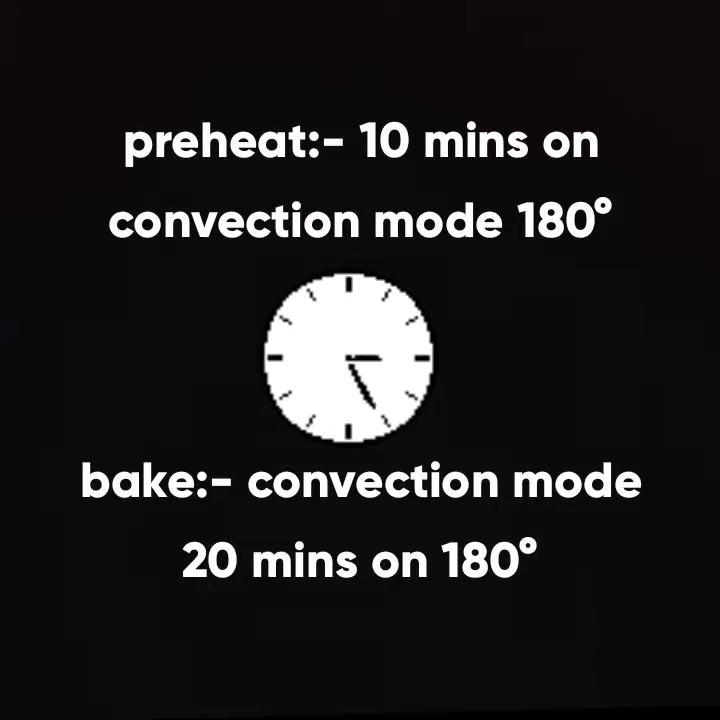 preheat:- 10 mins on
convection mode 180°
bake:- convection mode
20 mins on 180°